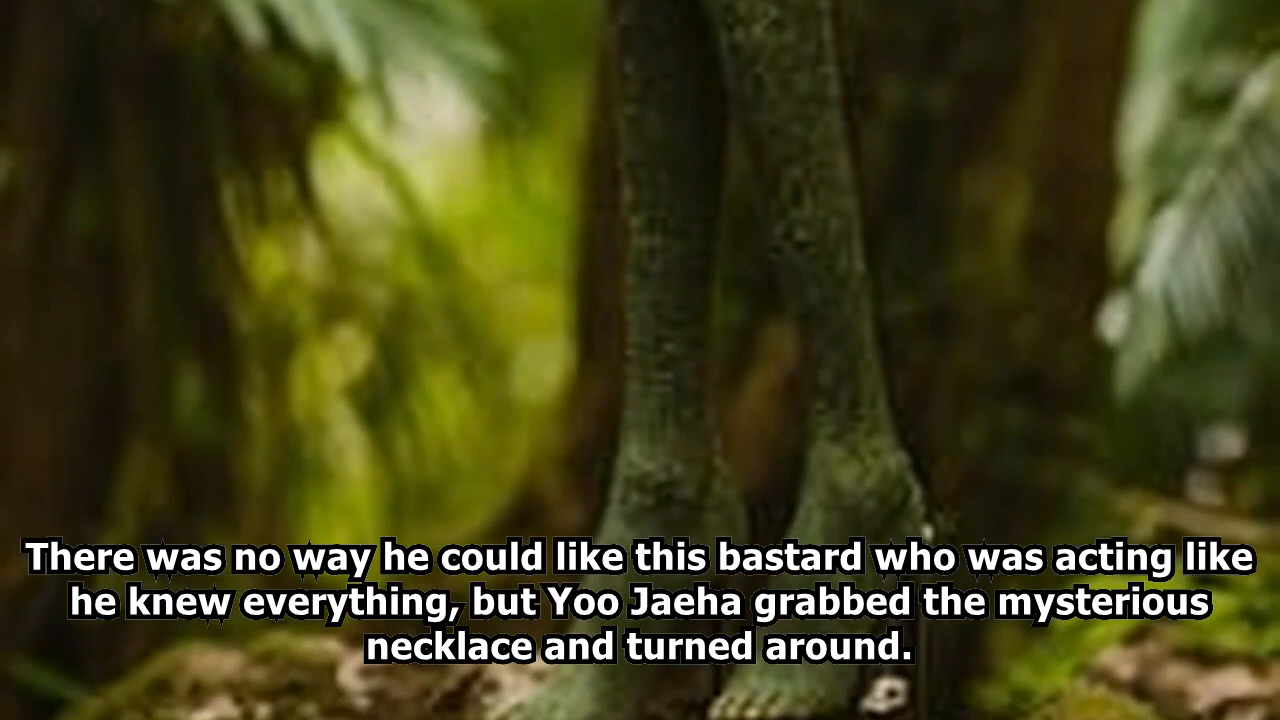 There was no way he could like this bastard who was acting like
he knew everything, but Yoo Jaeha grabbed the mysterious
necklace and turned around.